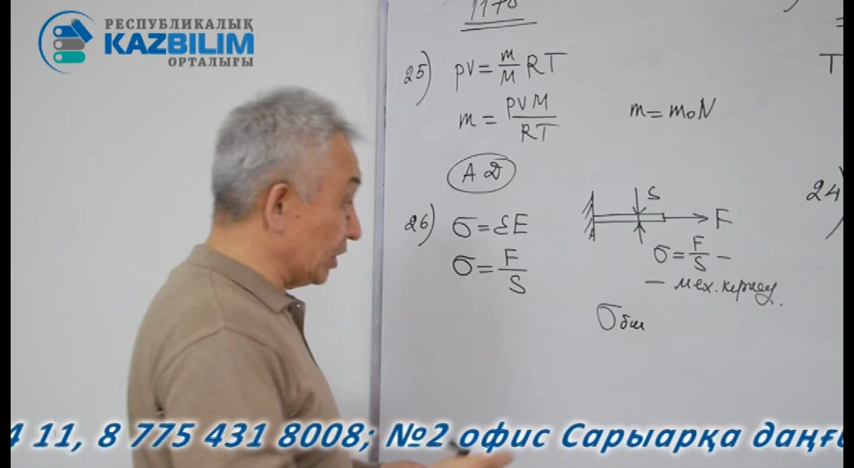 РЕСПУБЛИКАЛЫҚ
KAZBILIM
ОРТАЛЫҒЫ
1170
25) pV = m/M RT
m = pVM/RT
m = m₀N
A D
26) σ = εE
σ = F/S
S
F
σ = F/S –
– мех. кернеу.
σ
24)
T
4 11, 8 775 431 8008; №2 офис Сарыарқа даңғ